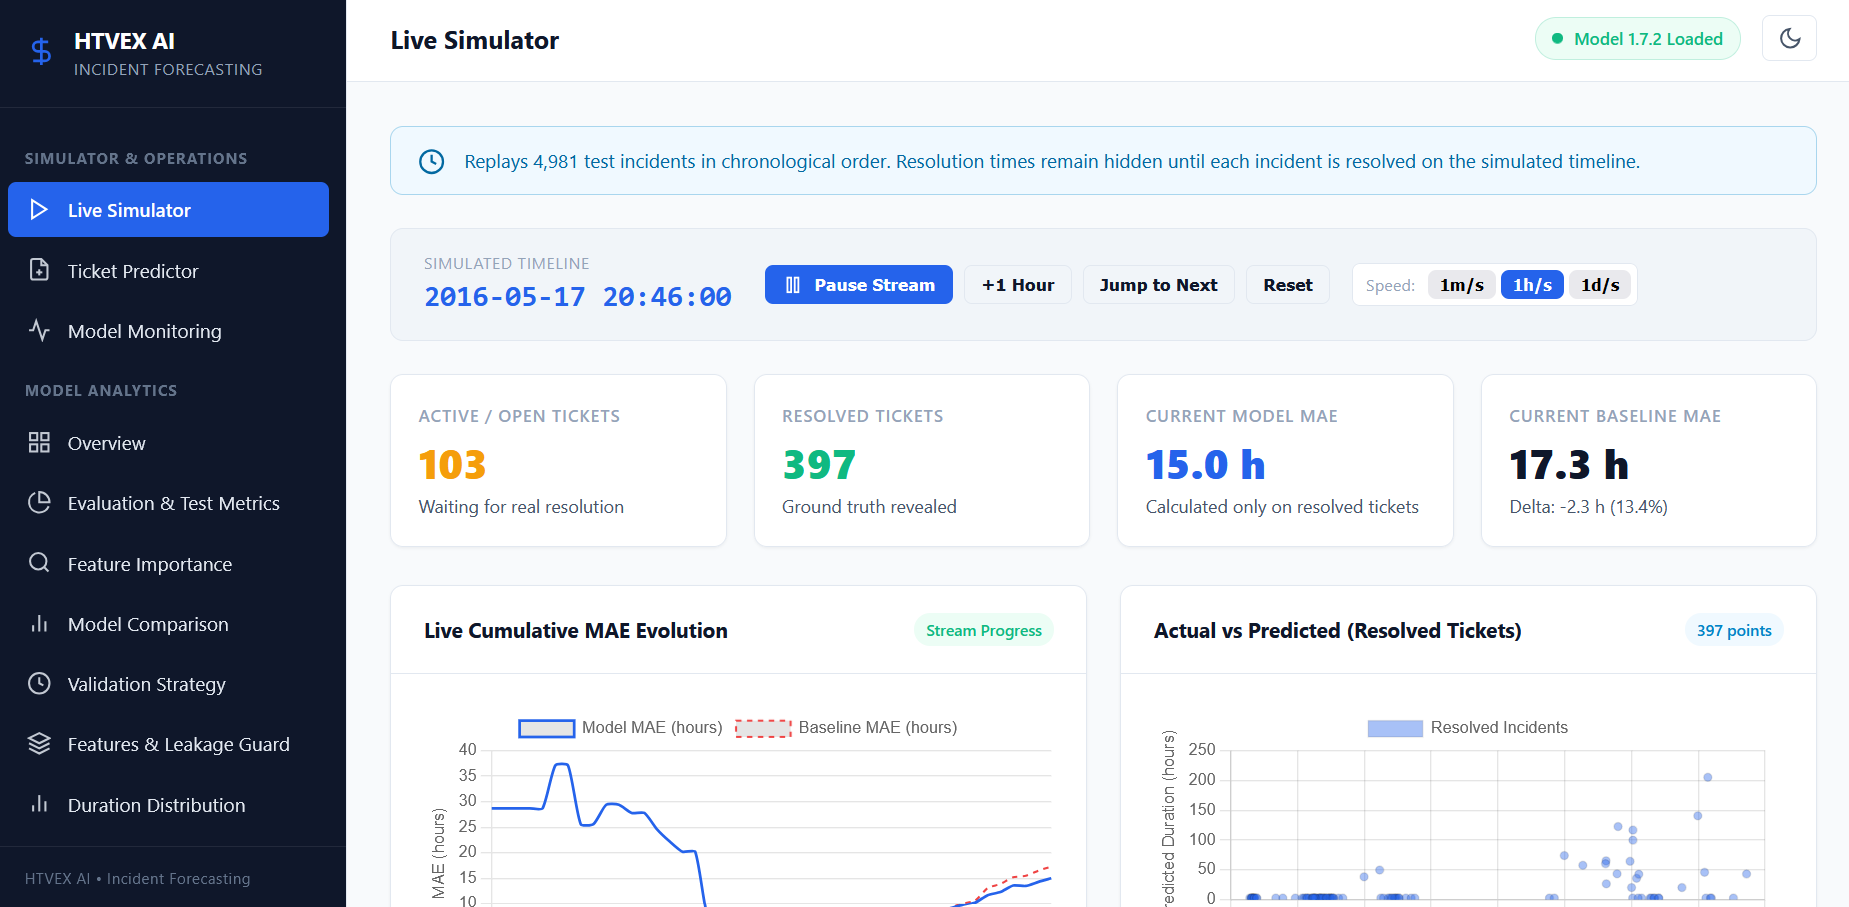 HTVEX AI
INCIDENT FORECASTING
SIMULATOR & OPERATIONS
Live Simulator
Ticket Predictor
Model Monitoring
MODEL ANALYTICS
Overview
Evaluation & Test Metrics
Feature Importance
Model Comparison
Validation Strategy
Features & Leakage Guard
Duration Distribution
HTVEX AI • Incident Forecasting
Live Simulator
Model 1.7.2 Loaded
Replays 4,981 test incidents in chronological order. Resolution times remain hidden until each incident is resolved on the simulated timeline.
SIMULATED TIMELINE
2016-05-17 20:46:00
Pause Stream
+1 Hour
Jump to Next
Reset
Speed: 1m/s 1h/s 1d/s
ACTIVE / OPEN TICKETS
103
Waiting for real resolution
RESOLVED TICKETS
397
Ground truth revealed
CURRENT MODEL MAE
15.0 h
Calculated only on resolved tickets
CURRENT BASELINE MAE
17.3 h
Delta: -2.3 h (13.4%)
Live Cumulative MAE Evolution
Stream Progress
Model MAE (hours) Baseline MAE (hours)
40
35
30
25
20
15
10
MAE (hours)
Actual vs Predicted (Resolved Tickets)
397 points
Resolved Incidents
250
200
150
100
50
0
redicted Duration (hours)